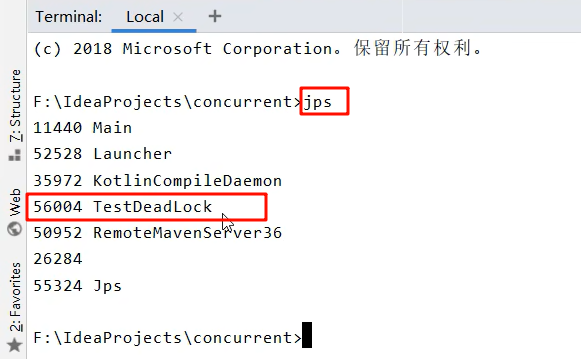 Terminal: Local × +
(c) 2018 Microsoft Corporation。保留所有权利。
F:\IdeaProjects\concurrent>jps
11440 Main
52528 Launcher
35972 KotlinCompileDaemon
56004 TestDeadLock
50952 RemoteMavenServer36
26284
55324 Jps
F:\IdeaProjects\concurrent>
7: Structure
Web
2: Favorites